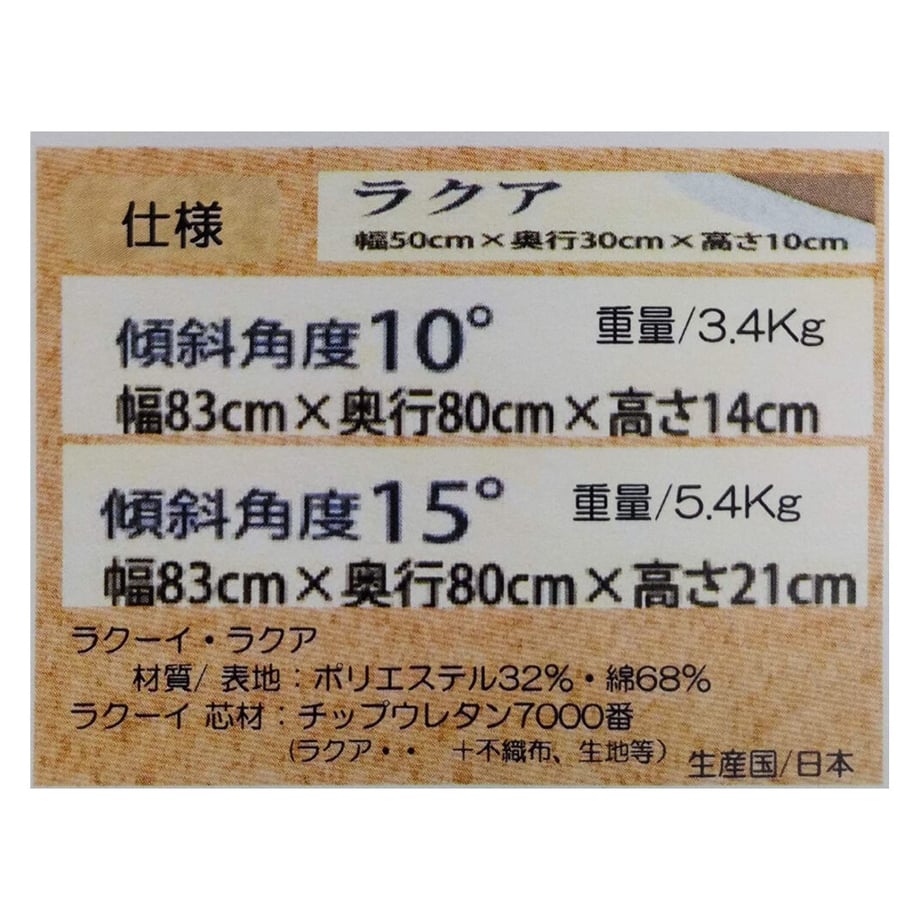 仕様
ラクア
幅50cm×奥行30cm×高さ10cm
傾斜角度10° 重量/3.4Kg
幅83cm×奥行80cm×高さ14cm
傾斜角度15° 重量/5.4Kg
幅83cm×奥行80cm×高さ21cm
ラクーイ・ラクア
材質/ 表地：ポリエステル32%・綿68%
ラクーイ 芯材：チップウレタン7000番
(ラクア・・ +不織布、生地等)
生産国/日本